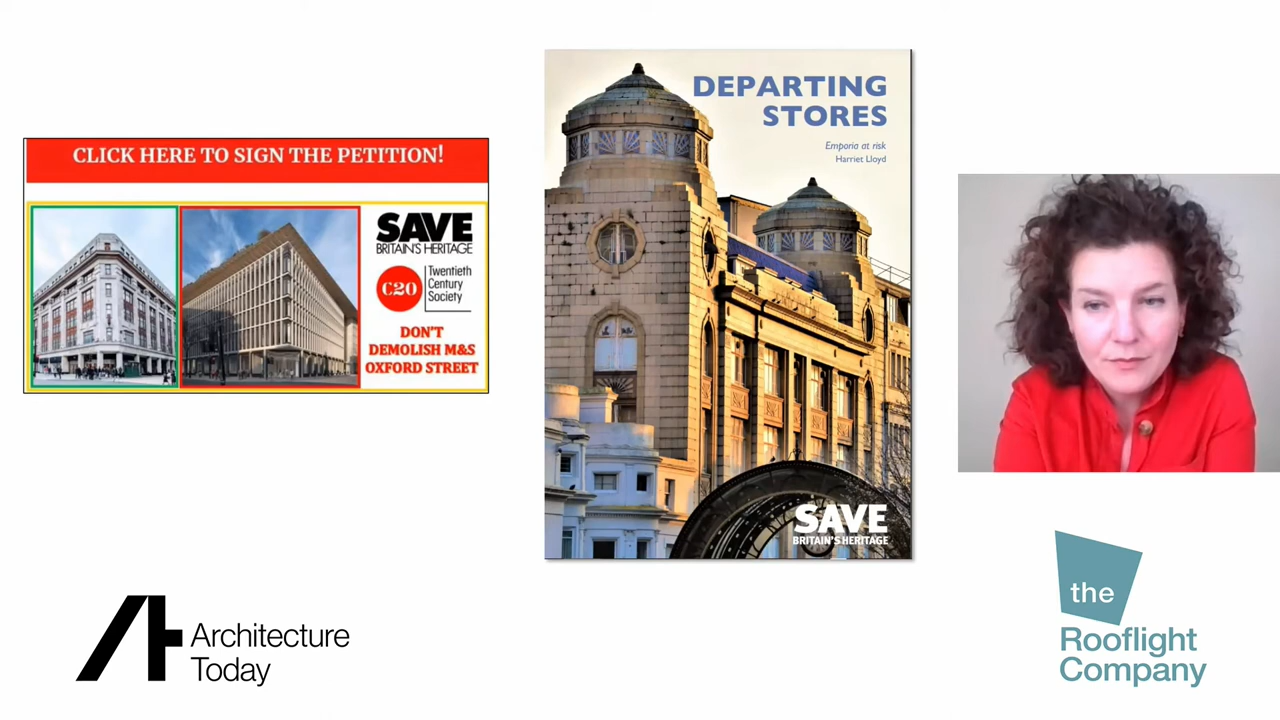 CLICK HERE TO SIGN THE PETITION!
SAVE
BRITAIN'S HERITAGE
C20
Twentieth
Century
Society
DON'T
DEMOLISH M&S
OXFORD STREET
DEPARTING
STORES
Emporia at risk
Harriet Lloyd
SAVE
BRITAIN'S HERITAGE
Architecture
Today
the
Rooflight
Company